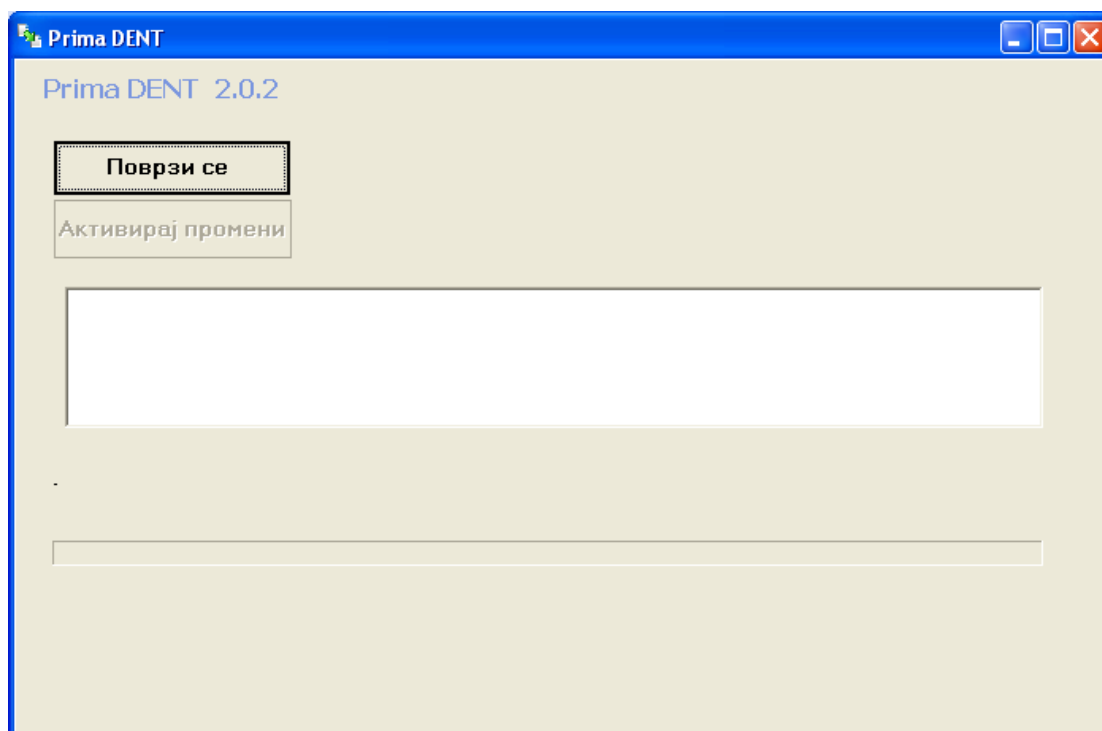 Prima DENT
Prima DENT 2.0.2
Поврзи се
Активирај промени
-